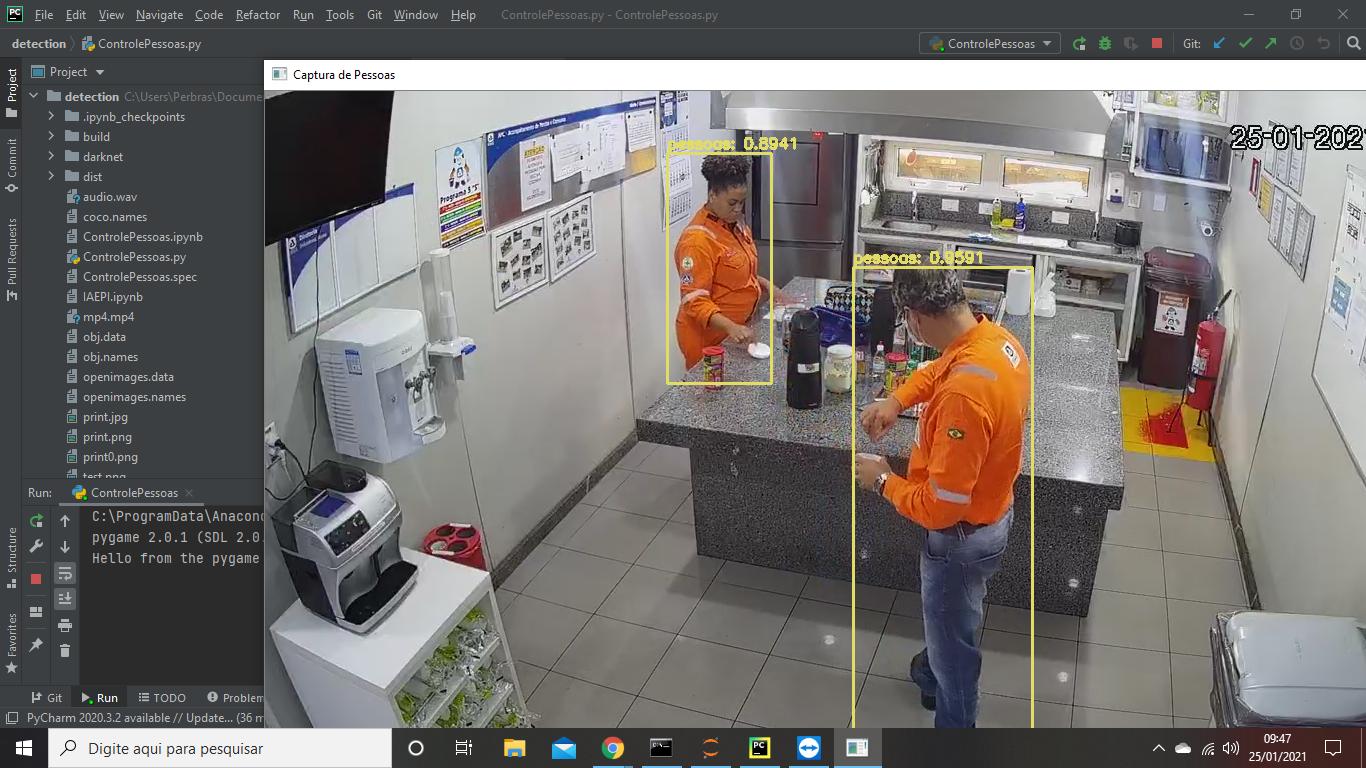 PC File Edit View Navigate Code Refactor Run Tools Git Window Help ControlePessoas.py - ControlePessoas.py
detection ControlePessoas.py ControlePessoas Git:
Project
Project
detection C:\Users\Perbras\Docume
.ipynb_checkpoints
build
darknet
dist
audio.wav
coco.names
ControlePessoas.ipynb
ControlePessoas.py
ControlePessoas.spec
IAEPI.ipynb
mp4.mp4
obj.data
obj.names
openimages.data
openimages.names
print.jpg
print.png
print0.png
test.png
Commit
Pull Requests
Structure
Favorites
Captura de Pessoas
25-01-202
pessoas: 0.8941
pessoas: 0.9591
Programa 5"S"
Run: ControlePessoas
C:\ProgramData\Anacond
pygame 2.0.1 (SDL 2.0.
Hello from the pygame
Git Run TODO Problem
PyCharm 2020.3.2 available // Update... (36 m
Digite aqui para pesquisar
PC
09:47
25/01/2021